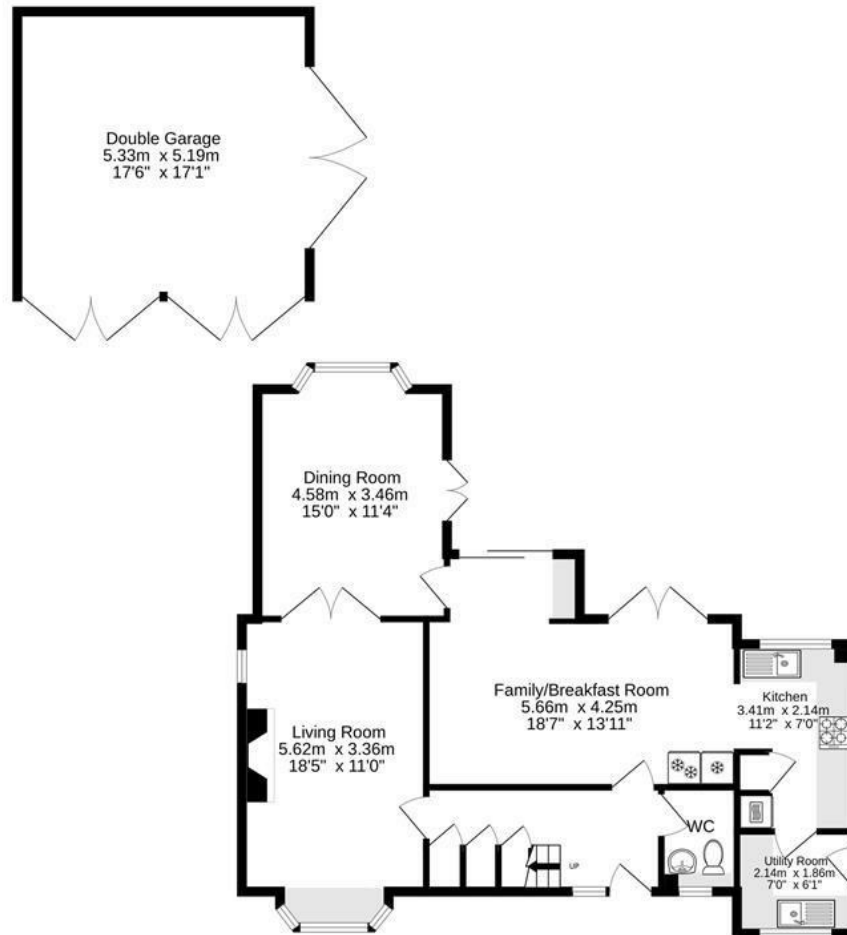 Double Garage
5.33m x 5.19m
17'6" x 17'1"
Dining Room
4.58m x 3.46m
15'0" x 11'4"
Family/Breakfast Room
5.66m x 4.25m
18'7" x 13'11"
Kitchen
3.41m x 2.14m
11'2" x 7'0"
Living Room
5.62m x 3.36m
18'5" x 11'0"
WC
UP
Utility Room
2.14m x 1.86m
7'0" x 6'1"